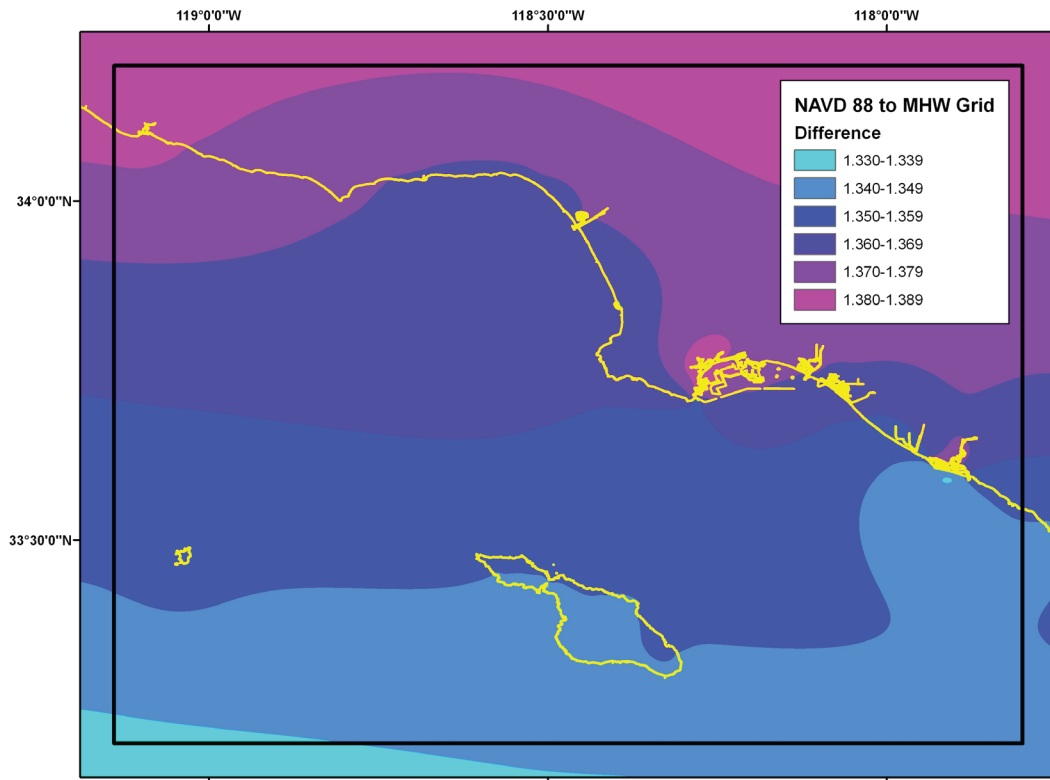 119°0'0"W
118°30'0"W
118°0'0"W
34°0'0"N
33°30'0"N
NAVD 88 to MHW Grid
Difference
1.330-1.339
1.340-1.349
1.350-1.359
1.360-1.369
1.370-1.379
1.380-1.389